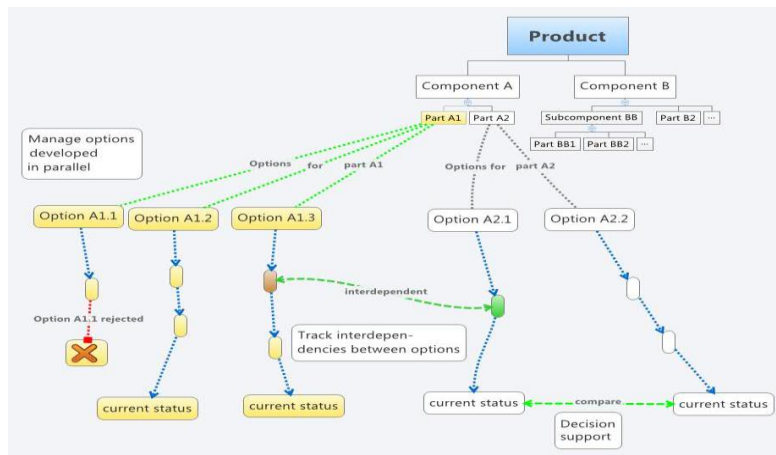 Product
Component A
Component B
Part A1
Part A2
Subcomponent BB
Part B2
...
Part BB1
Part BB2
...
Manage options
developed
in parallel
Options for part A1
Options for part A2
Option A1.1
Option A1.2
Option A1.3
Option A2.1
Option A2.2
interdependent
Option A1.1 rejected
Track interdepen-
dencies between options
current status
current status
current status
compare
current status
Decision
support